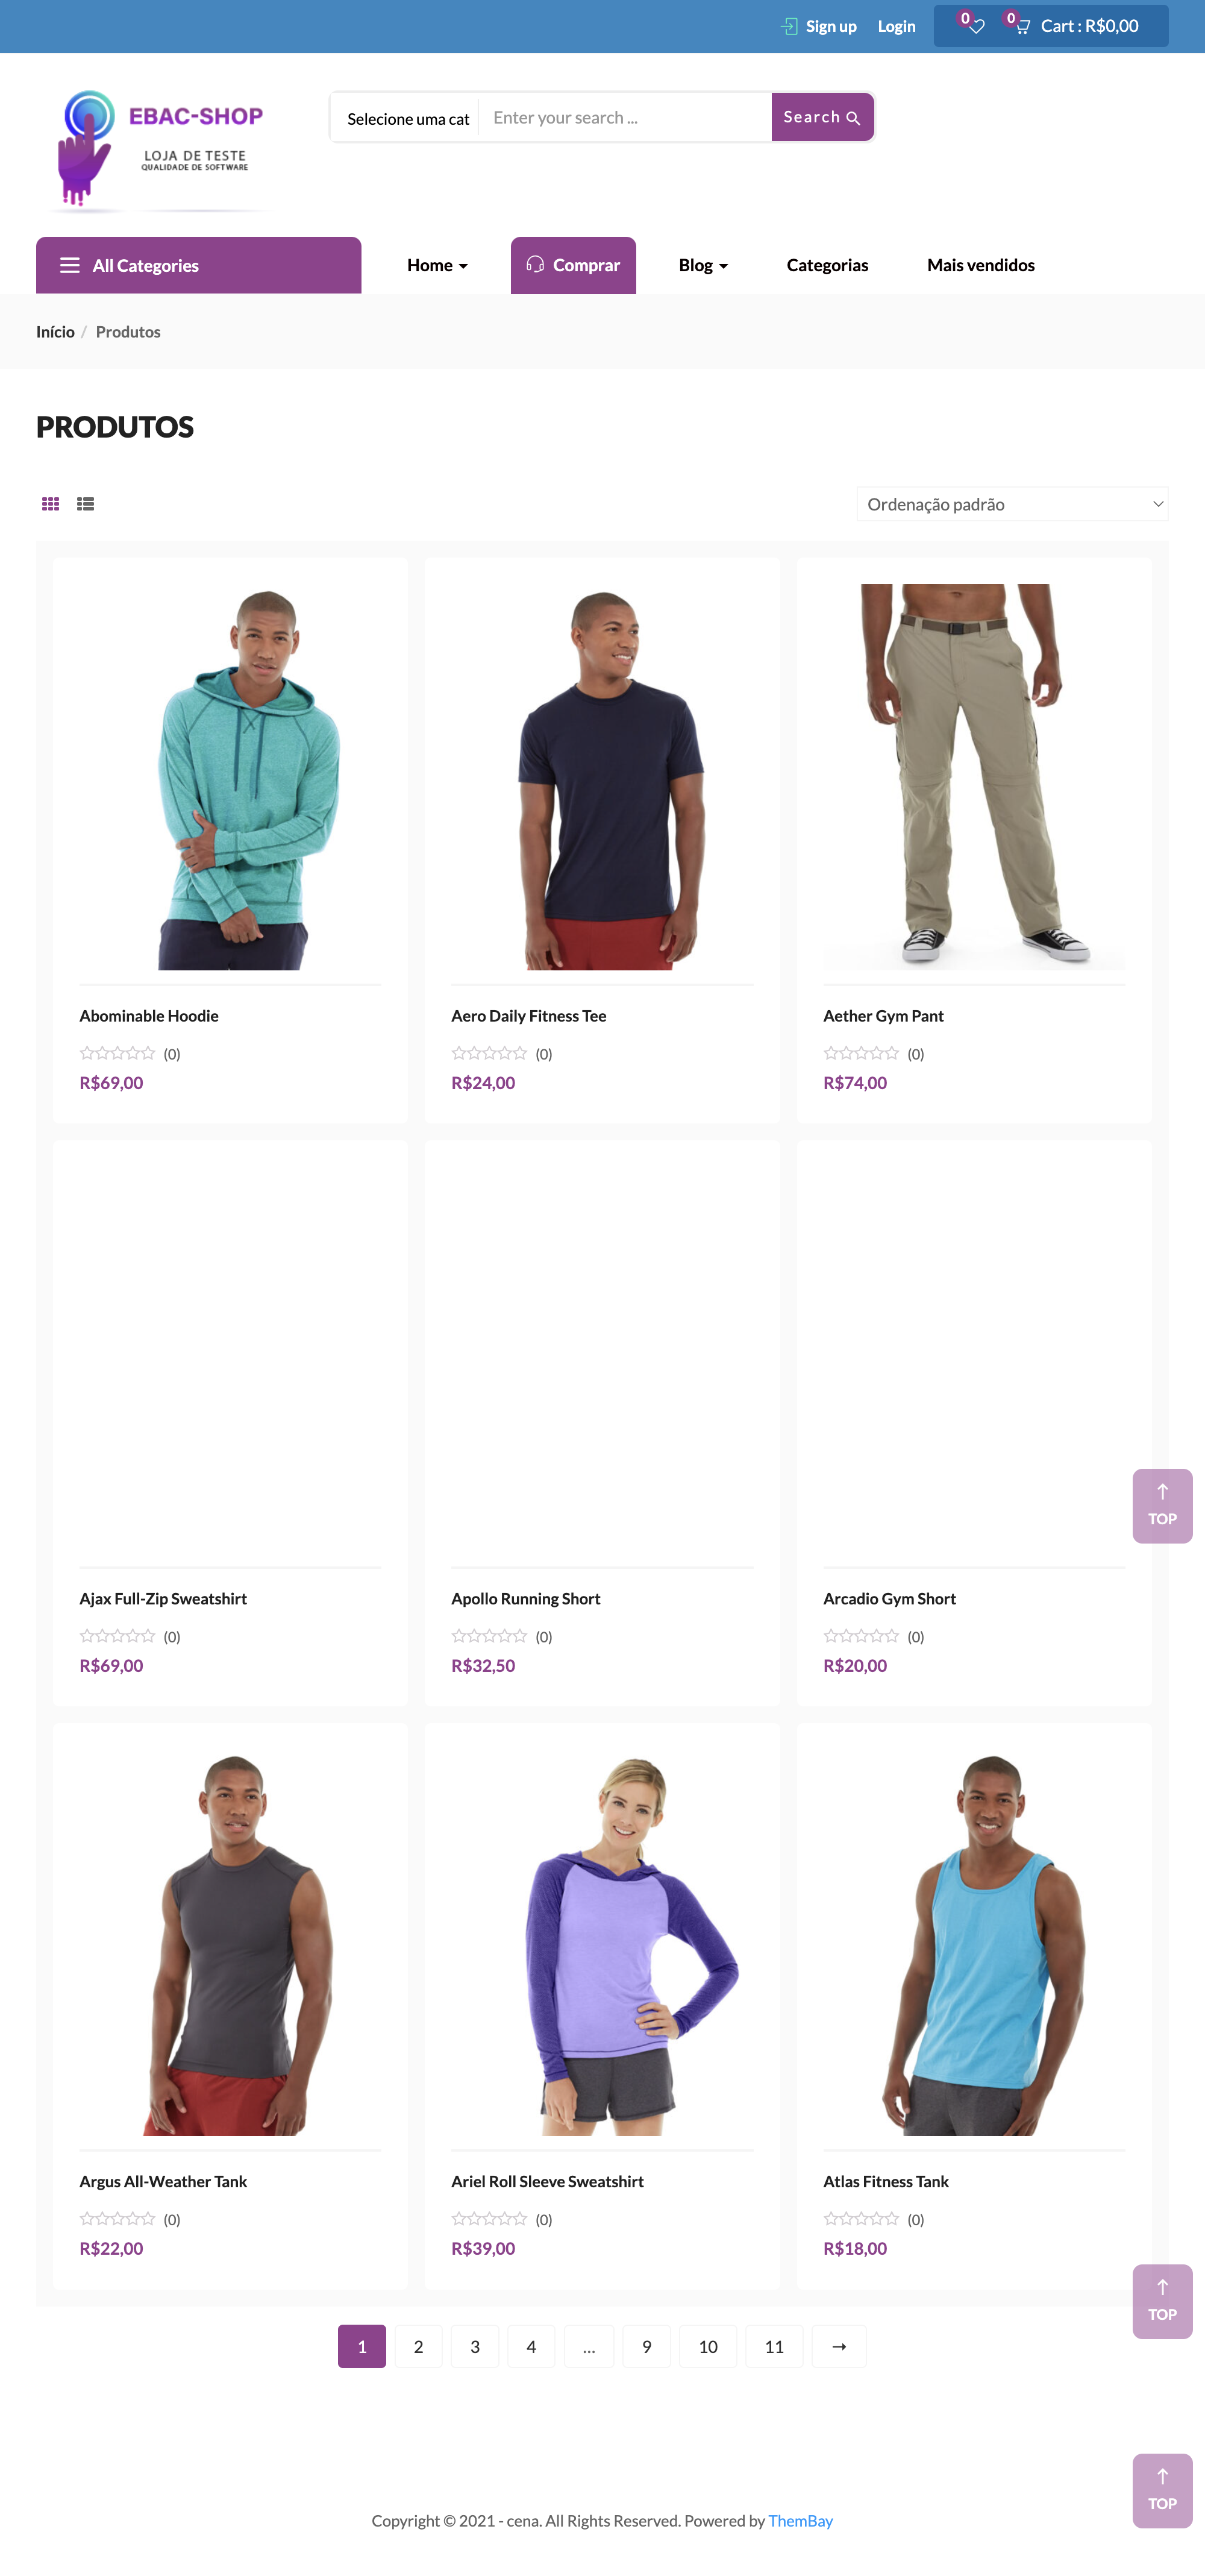 Sign up Login 0 0 Cart : R$0,00
EBAC-SHOP
LOJA DE TESTE
QUALIDADE DE SOFTWARE
Selecione uma cat Enter your search ... Search
All Categories Home Comprar Blog Categorias Mais vendidos
Início / Produtos
PRODUTOS
Ordenação padrão
Abominable Hoodie
(0)
R$69,00
Aero Daily Fitness Tee
(0)
R$24,00
Aether Gym Pant
(0)
R$74,00
TOP
Ajax Full-Zip Sweatshirt
(0)
R$69,00
Apollo Running Short
(0)
R$32,50
Arcadio Gym Short
(0)
R$20,00
Argus All-Weather Tank
(0)
R$22,00
Ariel Roll Sleeve Sweatshirt
(0)
R$39,00
Atlas Fitness Tank
(0)
R$18,00
TOP
1 2 3 4 ... 9 10 11 →
TOP
Copyright © 2021 - cena. All Rights Reserved. Powered by ThemBay